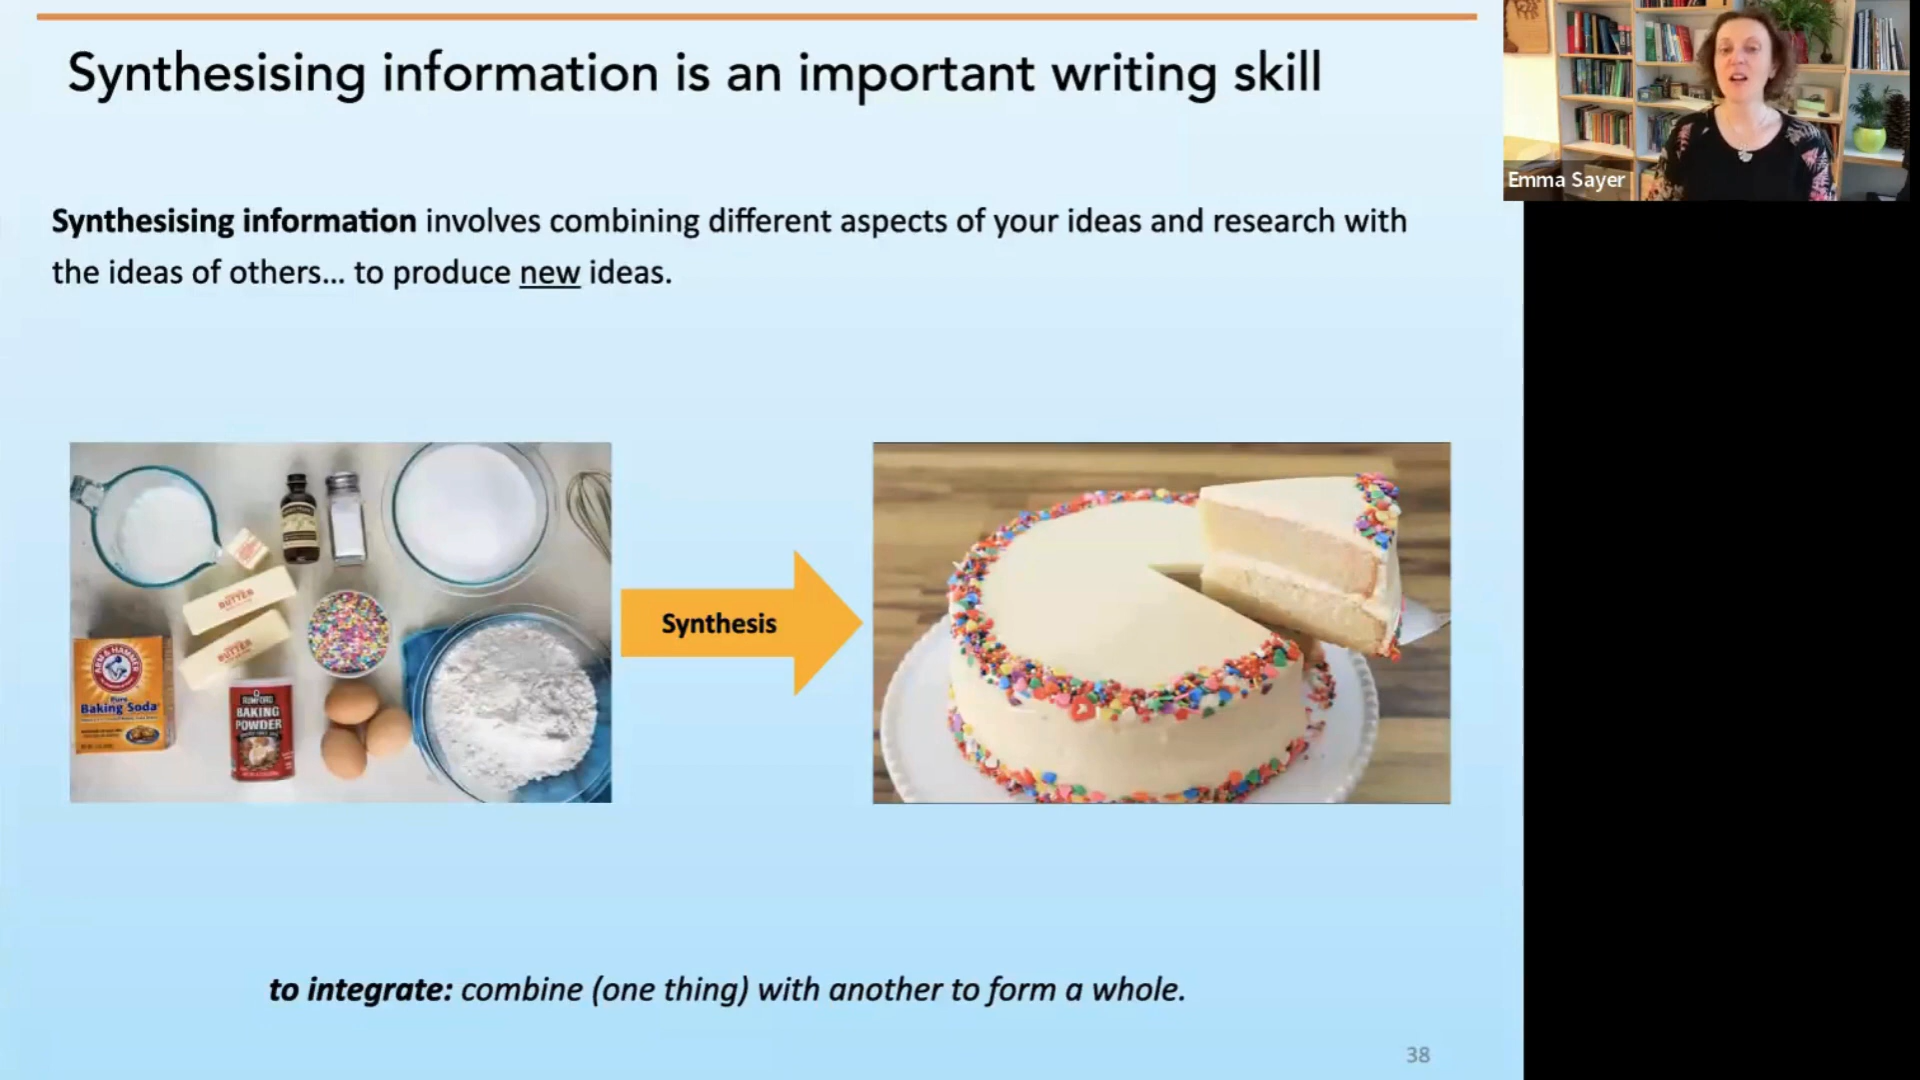 Synthesising information is an important writing skill
Emma Sayer
Synthesising information involves combining different aspects of your ideas and research with
the ideas of others... to produce new ideas.
BUTTER
BUTTER
ARM & HAMMER
Pure
Baking Soda
RUMFORD
BAKING
POWDER
Synthesis
to integrate: combine (one thing) with another to form a whole.
38